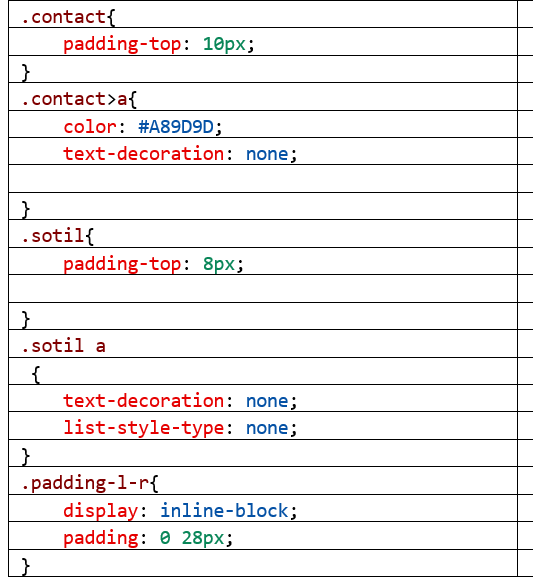 .contact{
padding-top: 10px;
}
.contact>a{
color: #A89D9D;
text-decoration: none;
}
.sotil{
padding-top: 8px;
}
.sotil a
{
text-decoration: none;
list-style-type: none;
}
.padding-l-r{
display: inline-block;
padding: 0 28px;
}